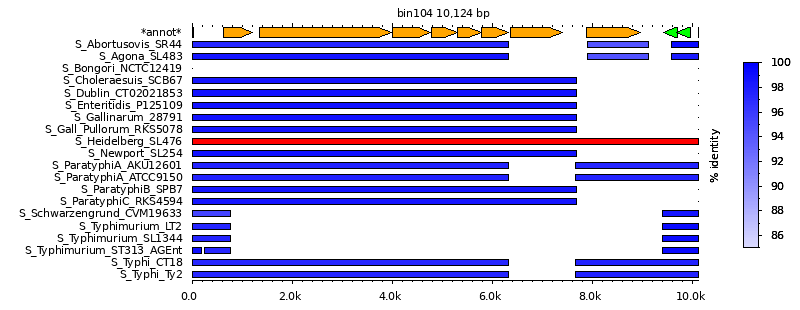 bin104 10,124 bp
*annot*
S_Abortusovis_SR44
S_Agona_SL483
S_Bongori_NCTC12419
S_Choleraesuis_SCB67
S_Dublin_CT02021853
S_Enteritidis_P125109
S_Gallinarum_28791
S_Gall_Pullorum_RKS5078
S_Heidelberg_SL476
S_Newport_SL254
S_ParatyphiA_AKU12601
S_ParatyphiA_ATCC9150
S_ParatyphiB_SPB7
S_ParatyphiC_RKS4594
S_Schwarzengrund_CVM19633
S_Typhimurium_LT2
S_Typhimurium_SL1344
S_Typhimurium_ST313_AGEnt
S_Typhi_CT18
S_Typhi_Ty2
0.0 2.0k 4.0k 6.0k 8.0k 10.0k
100
98
96
94
92
90
88
86
% identity